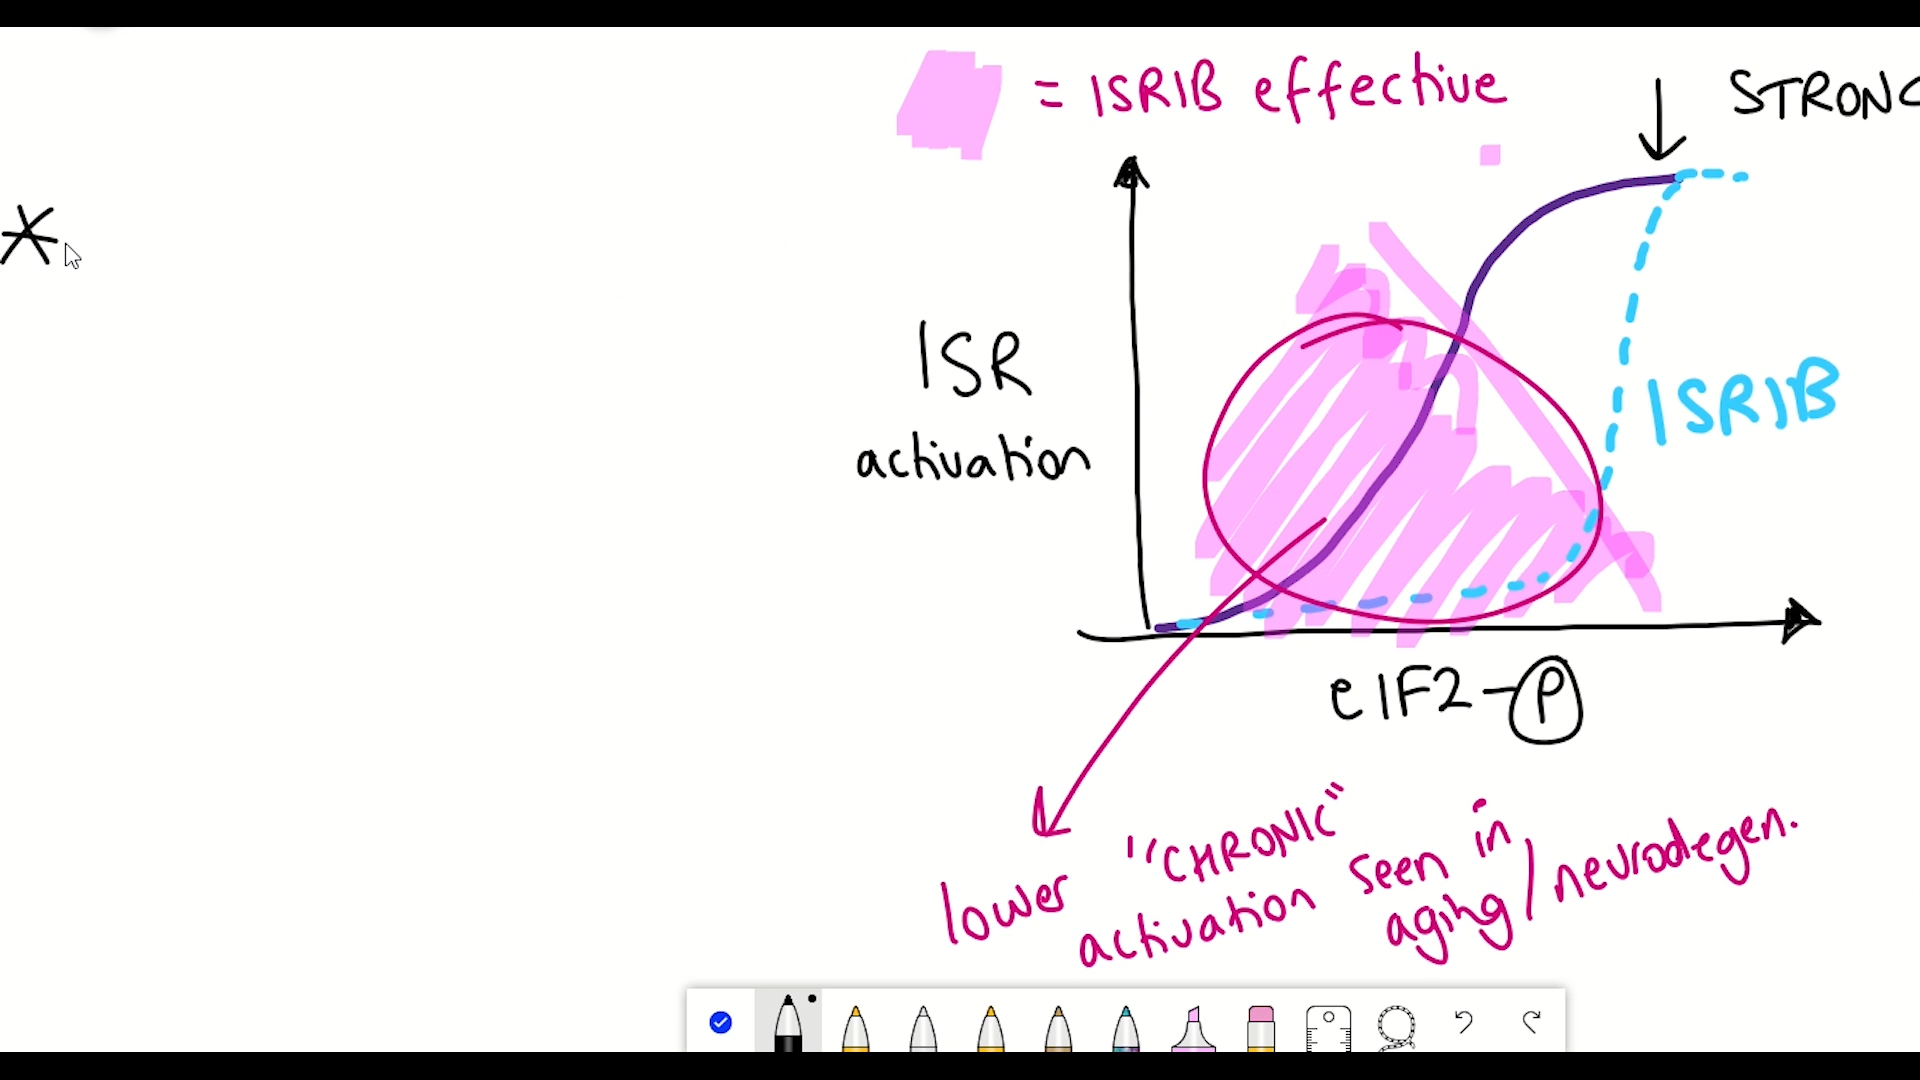 = ISRIB effective
STRONG
*
ISR
activation
ISRIB
eIF2-P
lower "CHRONIC"
activation seen in
aging/neurodegen.